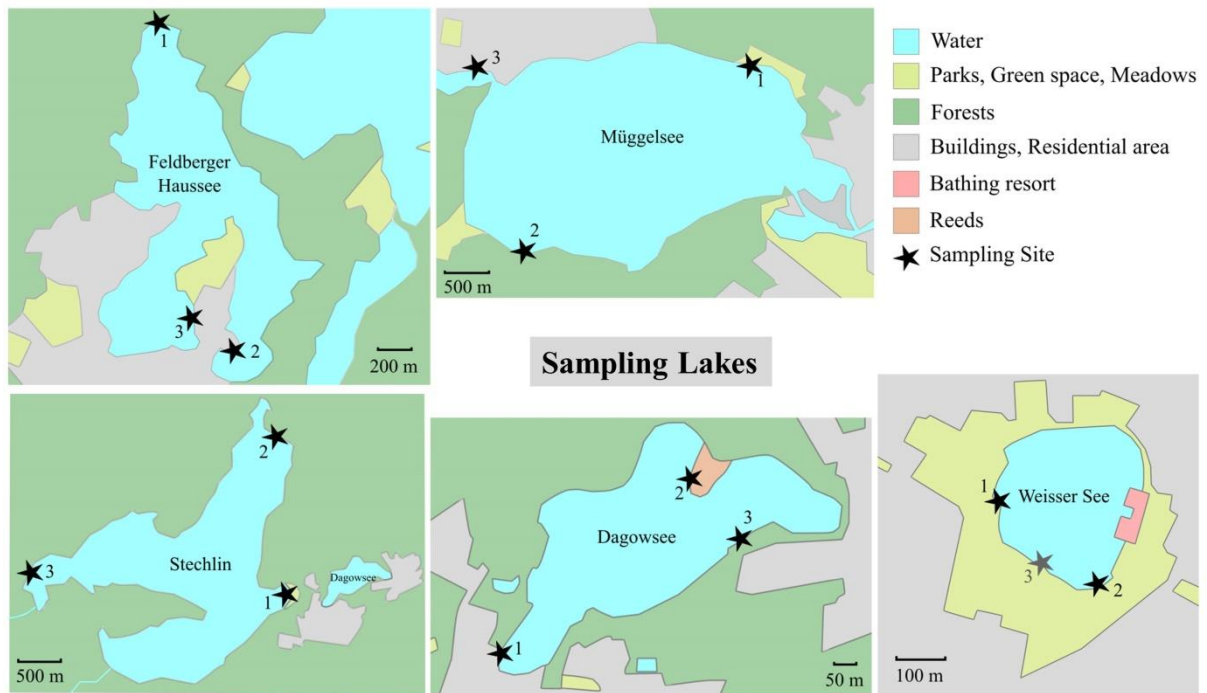 1
Feldberger
Haussee
3
2
200 m
3
1
Müggelsee
2
500 m
Water
Parks, Green space, Meadows
Forests
Buildings, Residential area
Bathing resort
Reeds
Sampling Site
Sampling Lakes
2
Stechlin
Dagowsee
3
1
500 m
2
3
Dagowsee
1
50 m
1
Weisser See
3
2
100 m